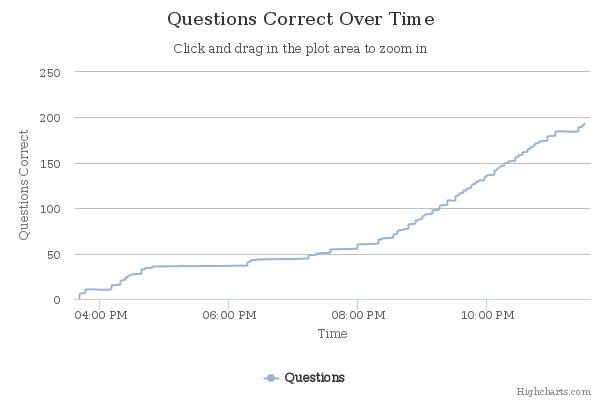 Questions Correct Over Time
Click and drag in the plot area to zoom in
Questions Correct
250
200
150
100
50
0
04:00 PM 06:00 PM 08:00 PM 10:00 PM
Time
Questions
Highcharts.com